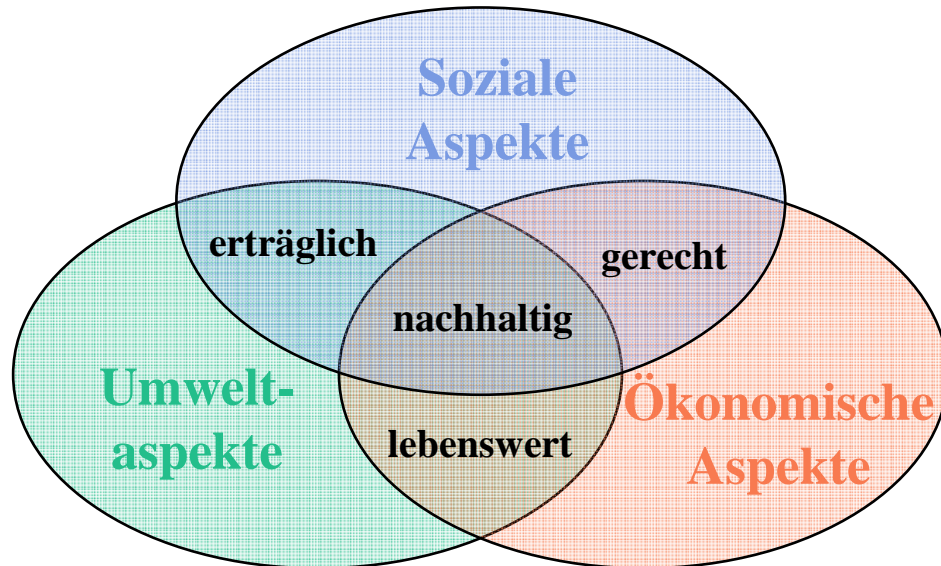 Soziale
Aspekte
erträglich
gerecht
nachhaltig
Umwelt-
aspekte
Ökonomische
Aspekte
lebenswert